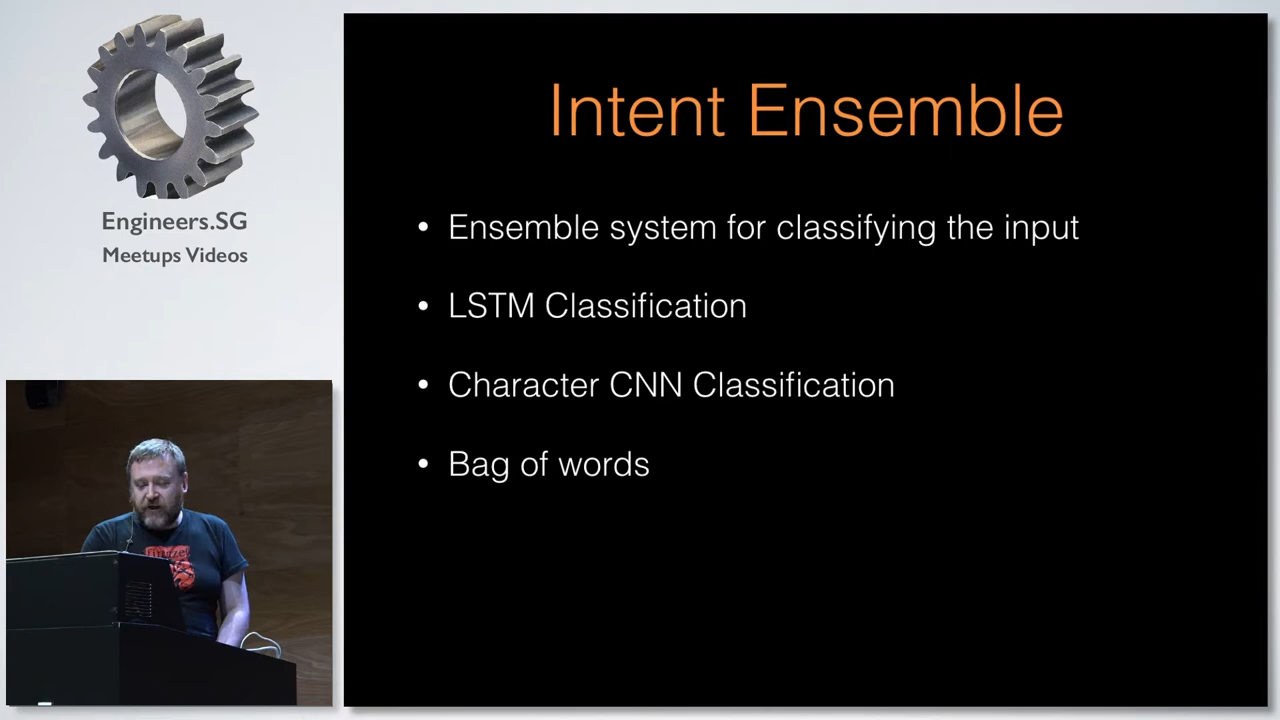 Engineers.SG
Meetups Videos
Intent Ensemble
• Ensemble system for classifying the input
• LSTM Classification
• Character CNN Classification
• Bag of words